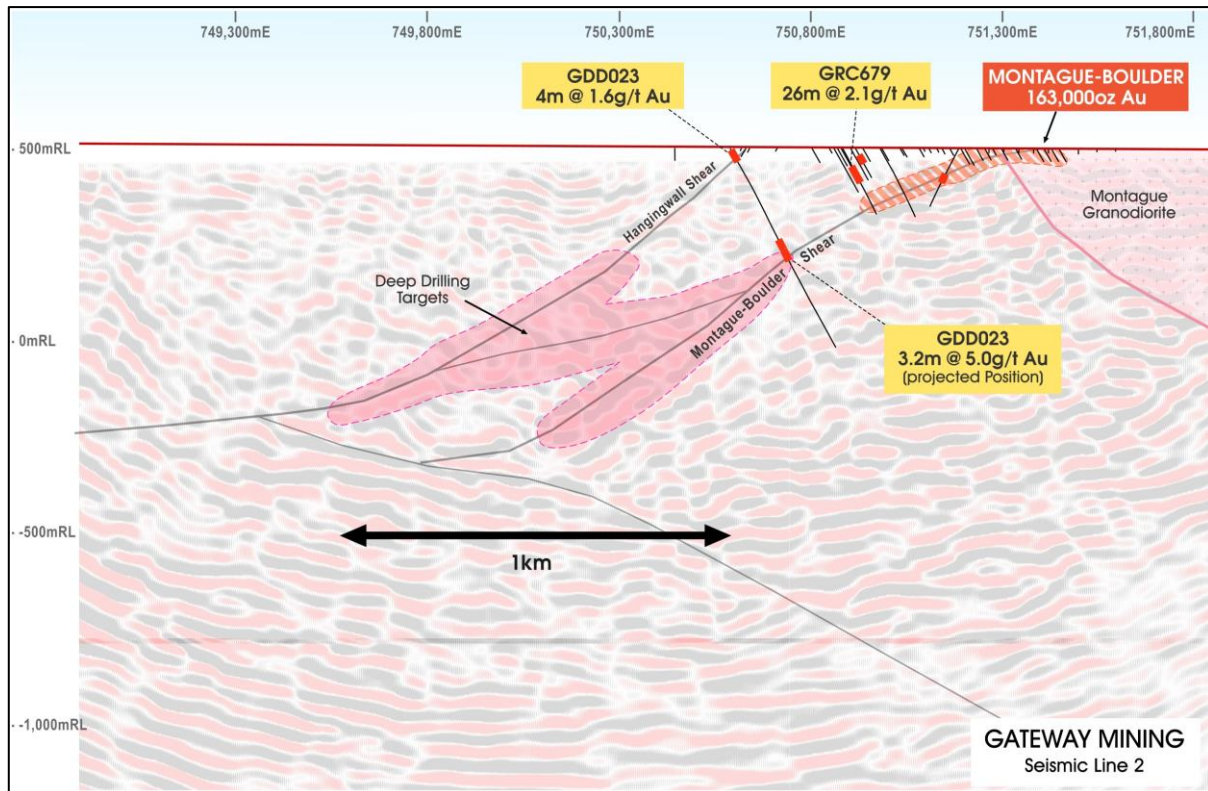 749,300mE
749,800mE
750,300mE
750,800mE
751,300mE
751,800mE
GDD023
4m @ 1.6g/t Au
GRC679
26m @ 2.1g/t Au
MONTAGUE-BOULDER
163,000oz Au
- 500mRL
Hangingwall Shear
Montague
Granodiorite
Deep Drilling
Targets
Montague-Boulder Shear
- 0mRL
GDD023
3.2m @ 5.0g/t Au
(projected Position)
- -500mRL
1km
- -1,000mRL
GATEWAY MINING
Seismic Line 2